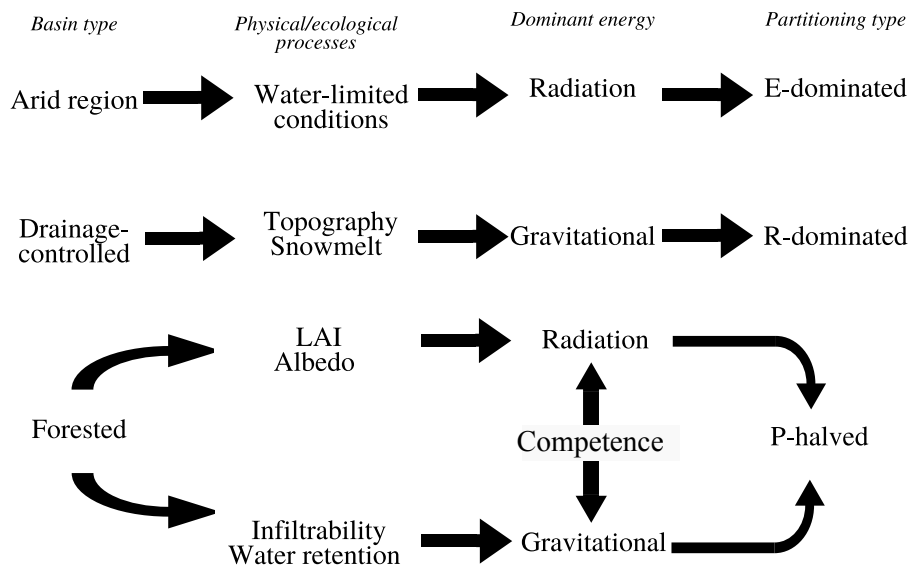 Basin type
Physical/ecological
processes
Dominant energy
Partitioning type
Arid region
Water-limited
conditions
Radiation
E-dominated
Drainage-
controlled
Topography
Snowmelt
Gravitational
R-dominated
LAI
Albedo
Radiation
Forested
Competence
P-halved
Infiltrability
Water retention
Gravitational